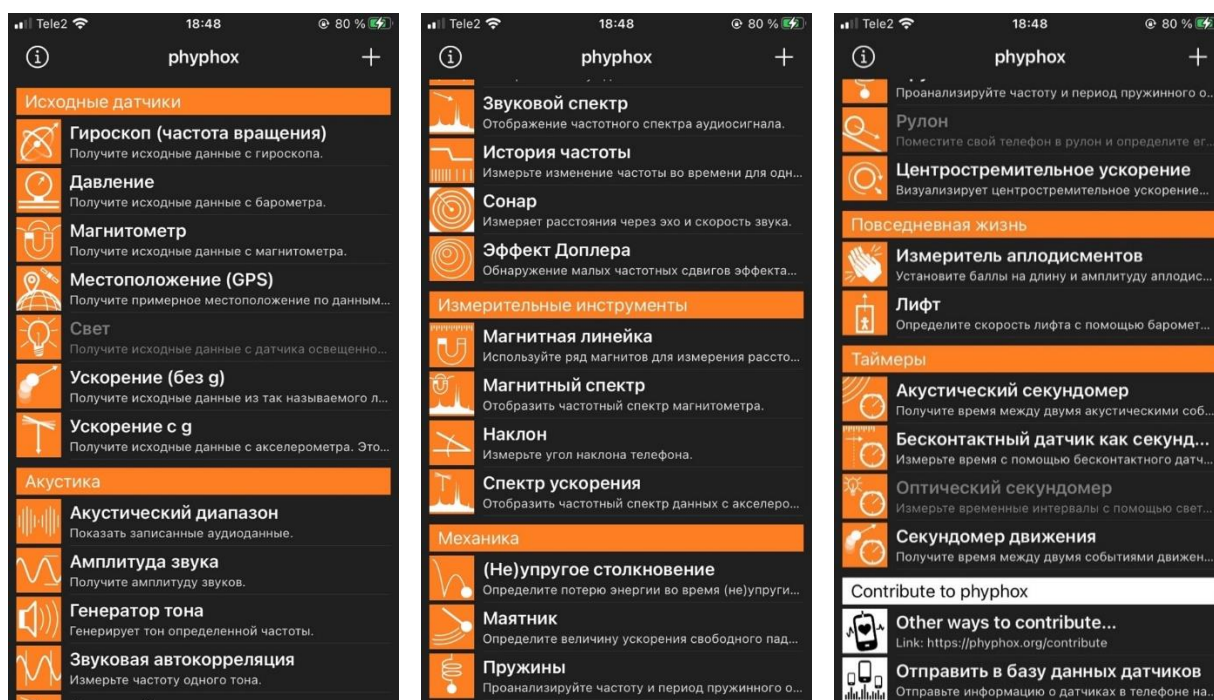 Tele2 18:48 80 %
phyphox
Исходные датчики
Гироскоп (частота вращения)
Получите исходные данные с гироскопа.
Давление
Получите исходные данные с барометра.
Магнитометр
Получите исходные данные с магнитометра.
Местоположение (GPS)
Получите примерное местоположение по данным...
Свет
Получите исходные данные с датчика освещенно...
Ускорение (без g)
Получите исходные данные из так называемого л...
Ускорение с g
Получите исходные данные с акселерометра. Это...
Акустика
Акустический диапазон
Показать записанные аудиоданные.
Амплитуда звука
Получите амплитуду звуков.
Генератор тона
Генерирует тон определенной частоты.
Звуковая автокорреляция
Измерьте частоту одного тона.
Tele2 18:48 80 %
phyphox
Звуковой спектр
Отображение частотного спектра аудиосигнала.
История частоты
Измерьте изменение частоты во времени для одн...
Сонар
Измеряет расстояния через эхо и скорость звука.
Эффект Доплера
Обнаружение малых частотных сдвигов эффекта...
Измерительные инструменты
Магнитная линейка
Используйте ряд магнитов для измерения рассто...
Магнитный спектр
Отобразить частотный спектр магнитометра.
Наклон
Измерьте угол наклона телефона.
Спектр ускорения
Отобразить частотный спектр данных с акселеро...
Механика
(Не)упругое столкновение
Определите потерю энергии во время (не)упруги...
Маятник
Определите величину ускорения свободного пад...
Пружины
Проанализируйте частоту и период пружинного о...
Tele2 18:48 80 %
phyphox
Проанализируйте частоту и период пружинного о...
Рулон
Поместите свой телефон в рулон и определите ег...
Центростремительное ускорение
Визуализирует центростремительное ускорение...
Повседневная жизнь
Измеритель аплодисментов
Установите баллы на длину и амплитуду аплодис...
Лифт
Определите скорость лифта с помощью баромет...
Таймеры
Акустический секундомер
Получите время между двумя акустическими соб...
Бесконтактный датчик как секунд...
Измерьте время с помощью бесконтактного датч...
Оптический секундомер
Измерьте временные интервалы с помощью свет...
Секундомер движения
Получите время между двумя событиями движен...
Contribute to phyphox
Other ways to contribute...
Link: https://phyphox.org/contribute
Отправить в базу данных датчиков
Отправьте информацию о датчиках в телефоне на...